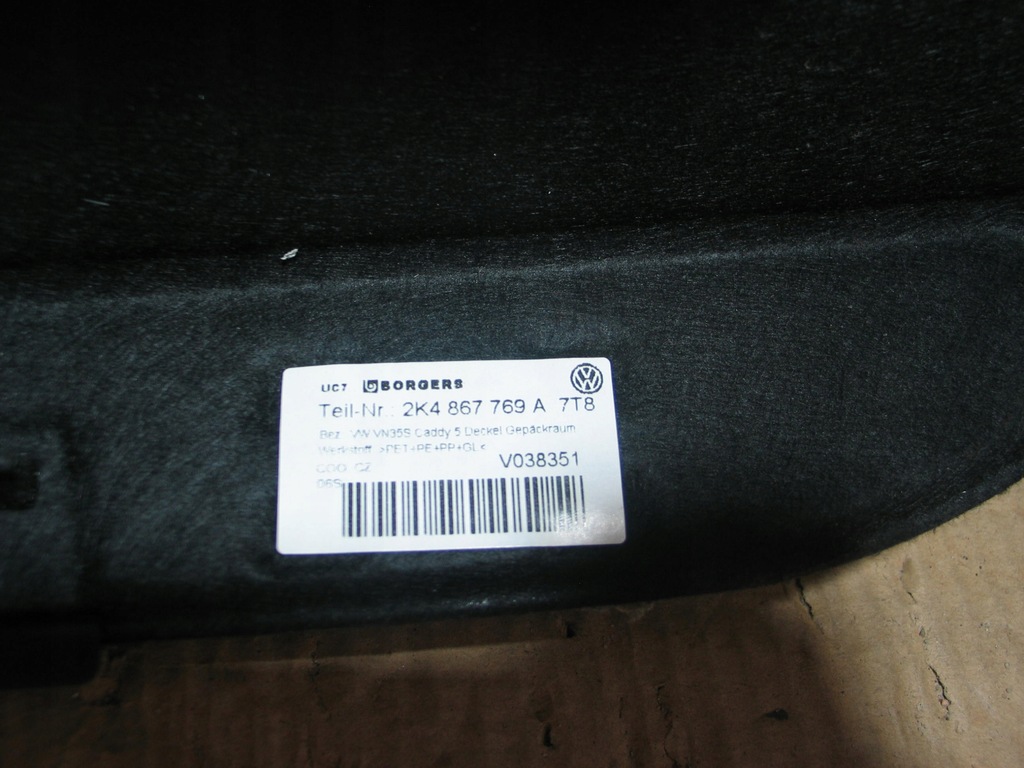 UC7 BORGERS
Teil-Nr.: 2K4 867 769 A 7T8
Bez.: VW VN35S Caddy 5 Deckel Gepäckraum
Werkstoff: >PET+PE+PP+GL<
COO: CZ V038351